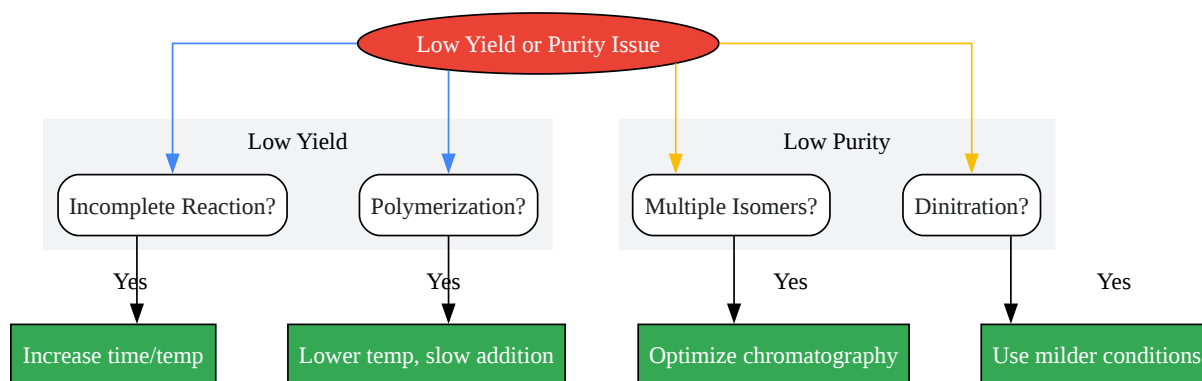 Low Yield or Purity Issue
Low Yield
Low Purity
Incomplete Reaction?
Polymerization?
Multiple Isomers?
Dinitration?
Yes
Yes
Yes
Yes
Increase time/temp
Lower temp, slow addition
Optimize chromatography
Use milder conditions